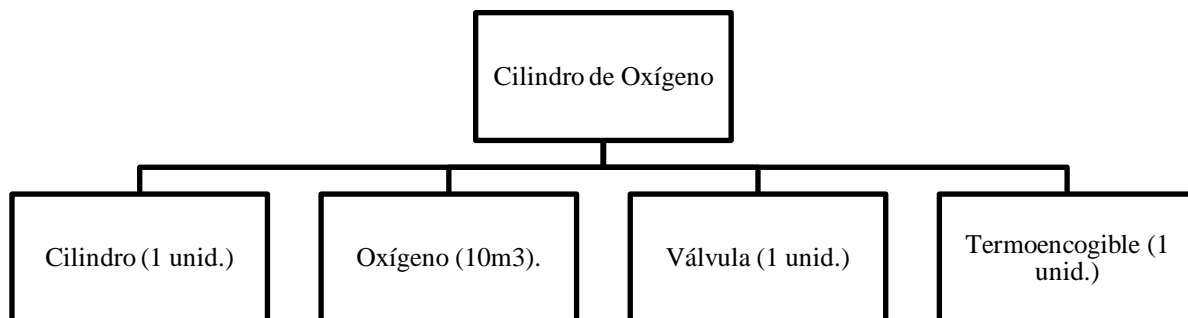 Cilindro de Oxígeno
Cilindro (1 unid.)
Oxígeno (10m3).
Válvula (1 unid.)
Termoencogible (1
unid.)